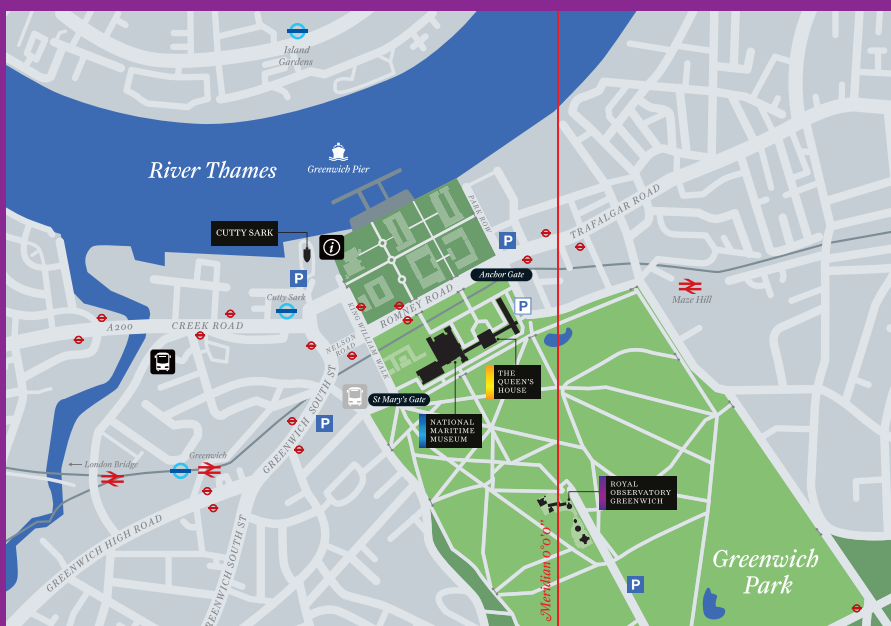 Island
Gardens
River Thames
Greenwich Pier
PARK ROW
TRAFALGAR ROAD
CUTTY SARK
i
P
P
Anchor Gate
Maze Hill
Cutty Sark
P
KING WILLIAM WALK
ROMNEY ROAD
A200
CREEK ROAD
NELSON
ROAD
THE
QUEEN'S
HOUSE
St Mary's Gate
GREENWICH SOUTH ST
P
NATIONAL
MARITIME
MUSEUM
London Bridge
Greenwich
ROYAL
OBSERVATORY
GREENWICH
GREENWICH HIGH ROAD
REENWICH SOUTH ST
Meridian 0°0'0"
Greenwich
Park
P